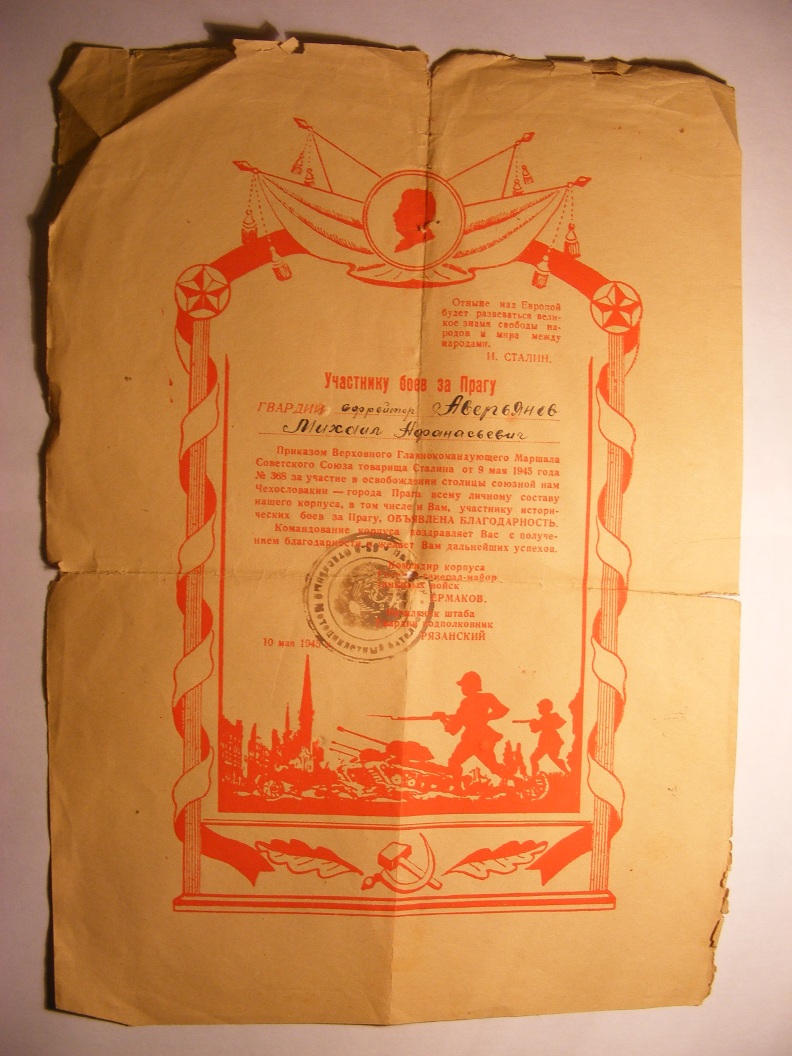 Отныне над Европой
будет развеваться вели-
кое знамя свободы на-
родов и мира между
народами.
И. СТАЛИН.
Участнику боев за Прагу
ГВАРДИИ ефрейтор Аверьянов
Михаил Афанасьевич
Приказом Верховного Главнокомандующего Маршала
Советского Союза товарища Сталина от 9 мая 1945 года
№ 368 за участие в освобождении столицы союзной нам
Чехословакии — города Прага всему личному составу
нашего корпуса, в том числе и Вам, участнику истори-
ческих боев за Прагу, ОБЪЯВЛЕНА БЛАГОДАРНОСТЬ.
Командование корпуса поздравляет Вас с получе-
нием благодарности и желает Вам дальнейших успехов.
Командир корпуса
генерал-майор
войск
ЕРМАКОВ.
штаба
подполковник
РЯЗАНСКИЙ
10 мая 1945
Мотоциклетный